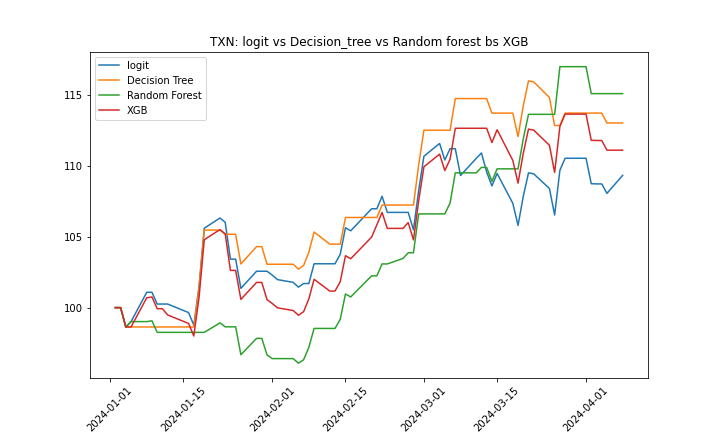 TXN: logit vs Decision_tree vs Random forest bs XGB
logit
Decision Tree
Random Forest
XGB
115
110
105
100
2024-01-01
2024-01-15
2024-02-01
2024-02-15
2024-03-01
2024-03-15
2024-04-01